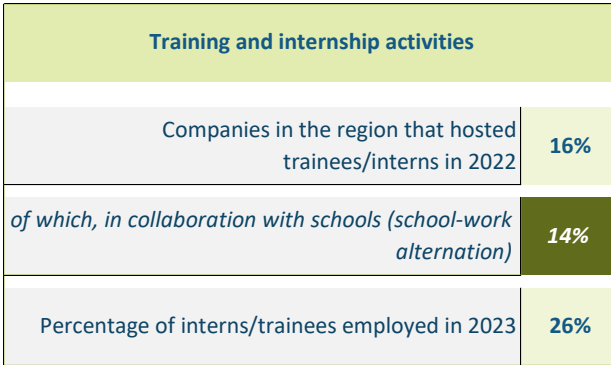 Training and internship activities
Companies in the region that hosted
trainees/interns in 2022
16%
of which, in collaboration with schools (school-work
alternation)
14%
Percentage of interns/trainees employed in 2023
26%